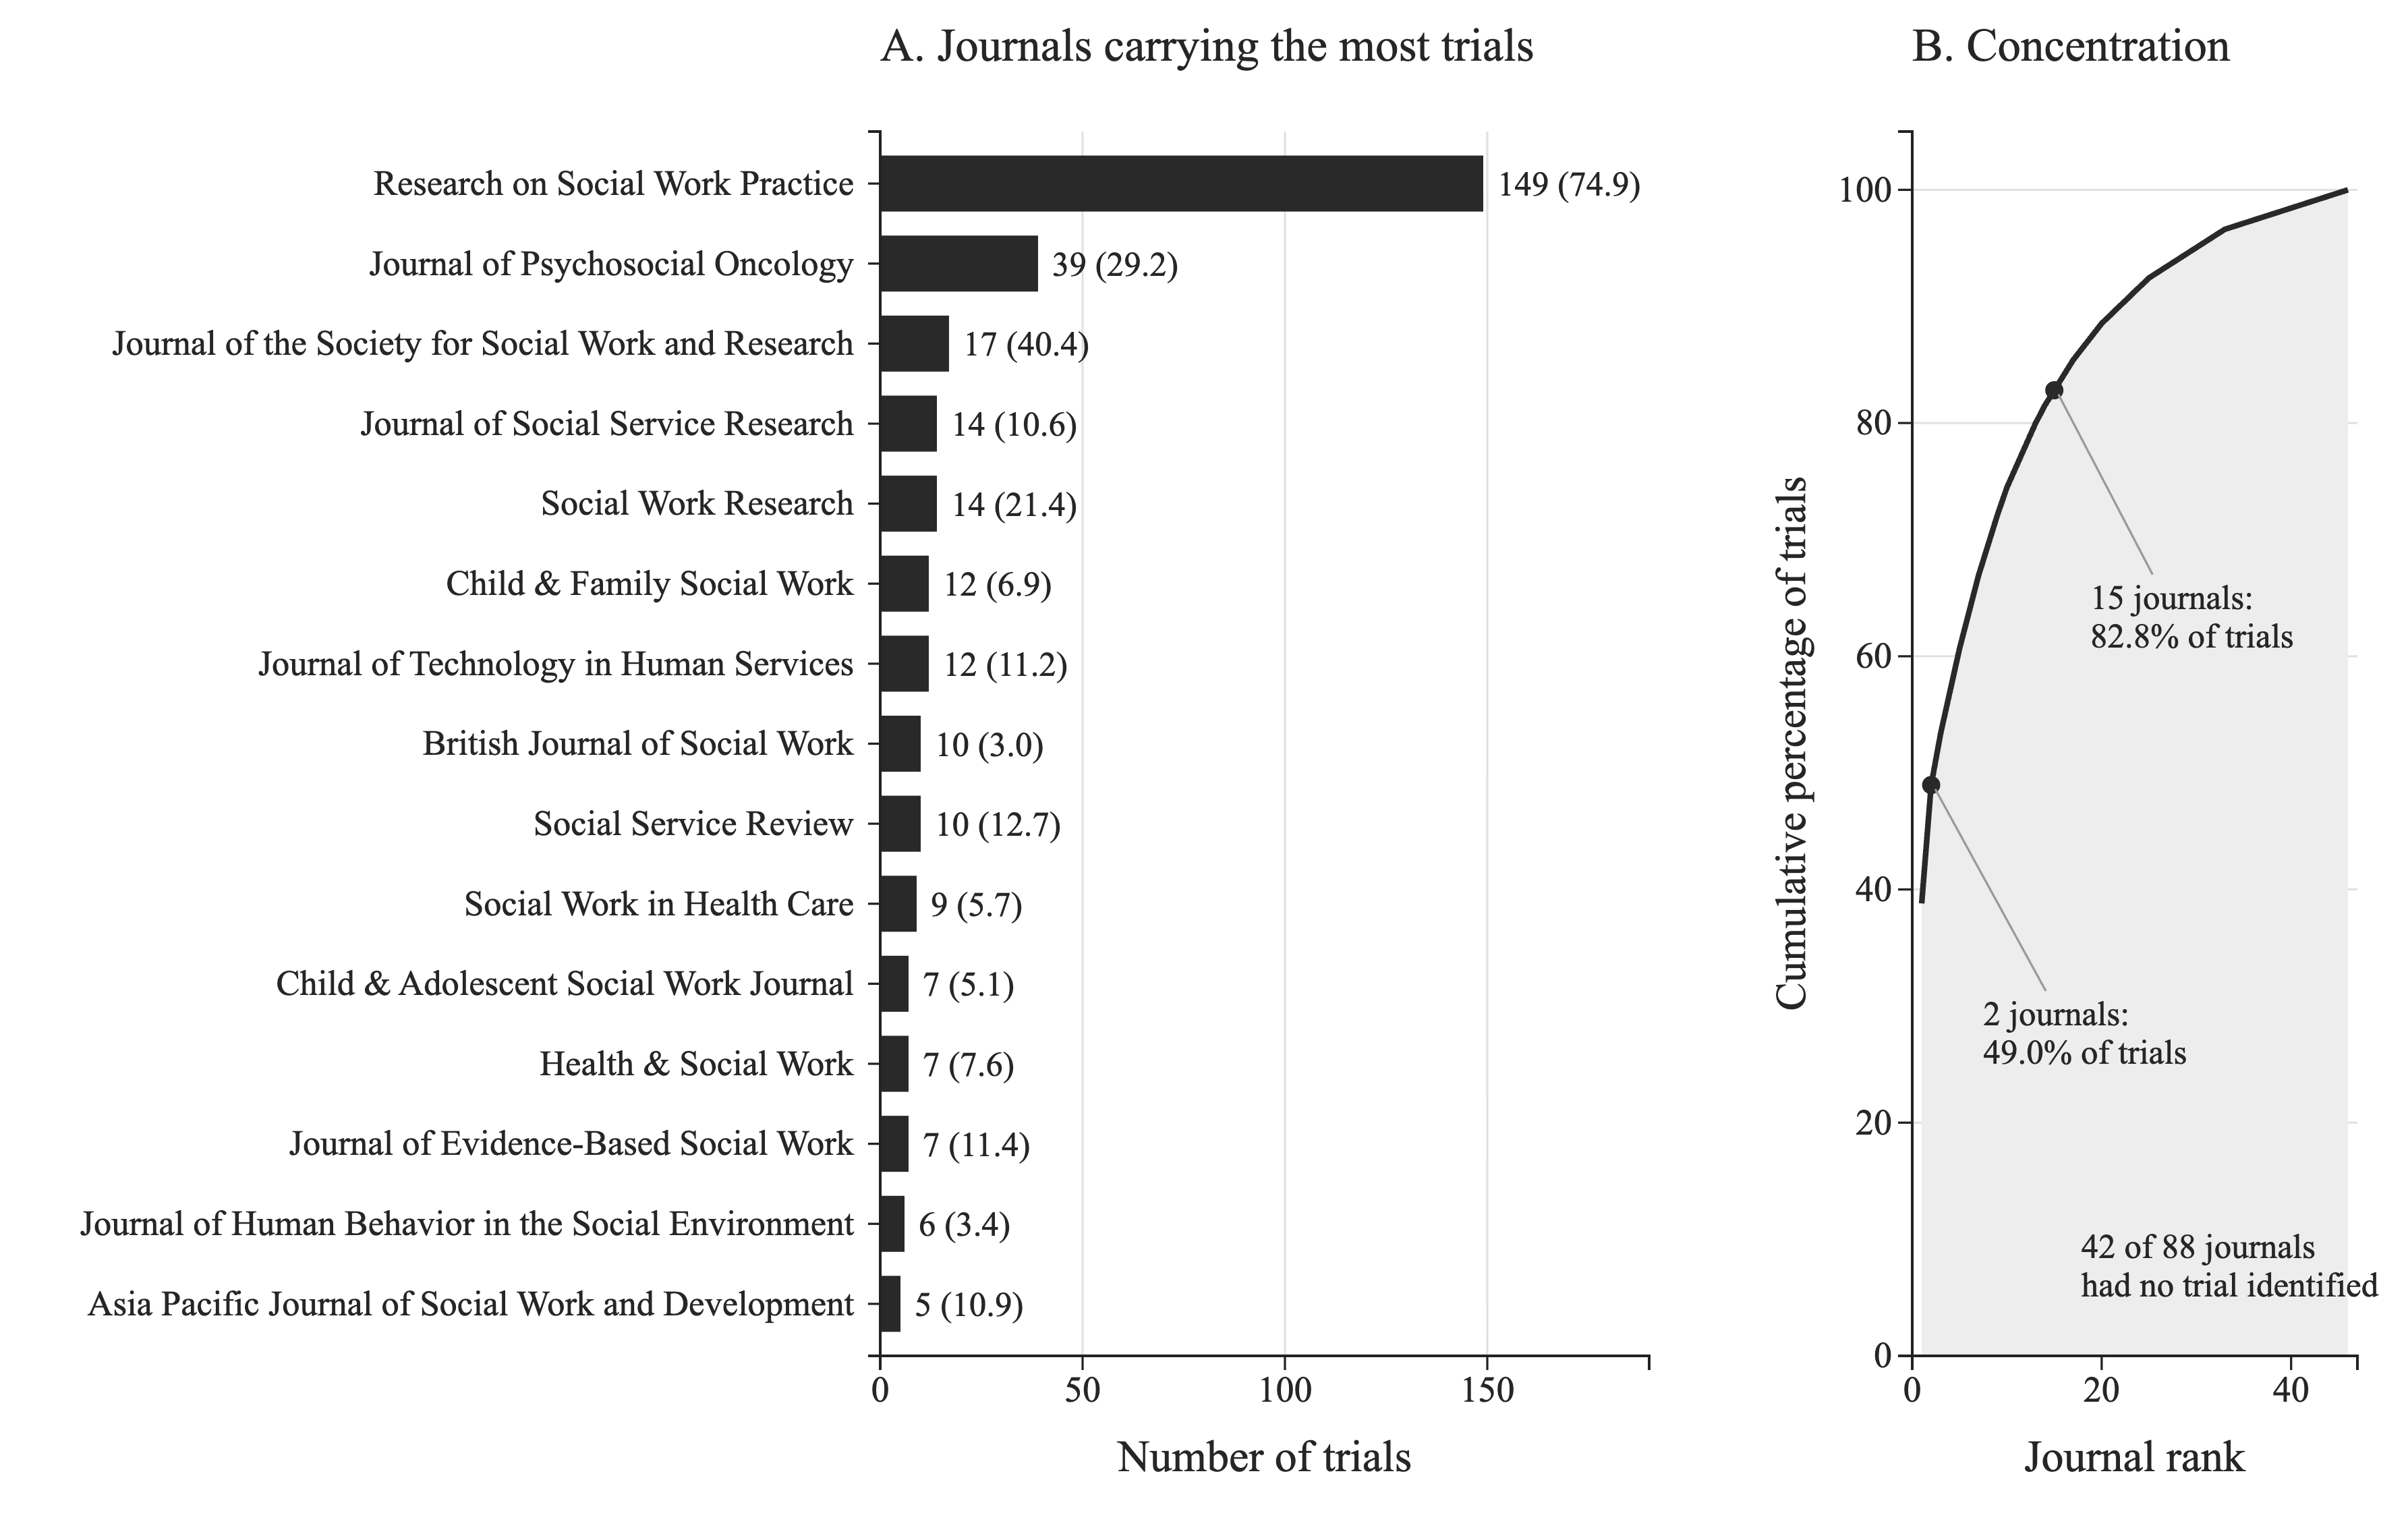 A. Journals carrying the most trials
Research on Social Work Practice 149 (74.9)
Journal of Psychosocial Oncology 39 (29.2)
Journal of the Society for Social Work and Research 17 (40.4)
Journal of Social Service Research 14 (10.6)
Social Work Research 14 (21.4)
Child & Family Social Work 12 (6.9)
Journal of Technology in Human Services 12 (11.2)
British Journal of Social Work 10 (3.0)
Social Service Review 10 (12.7)
Social Work in Health Care 9 (5.7)
Child & Adolescent Social Work Journal 7 (5.1)
Health & Social Work 7 (7.6)
Journal of Evidence-Based Social Work 7 (11.4)
Journal of Human Behavior in the Social Environment 6 (3.4)
Asia Pacific Journal of Social Work and Development 5 (10.9)
0 50 100 150
Number of trials
B. Concentration
Cumulative percentage of trials
100
80
60
40
20
0
15 journals:
82.8% of trials
2 journals:
49.0% of trials
42 of 88 journals
had no trial identified
0 20 40
Journal rank